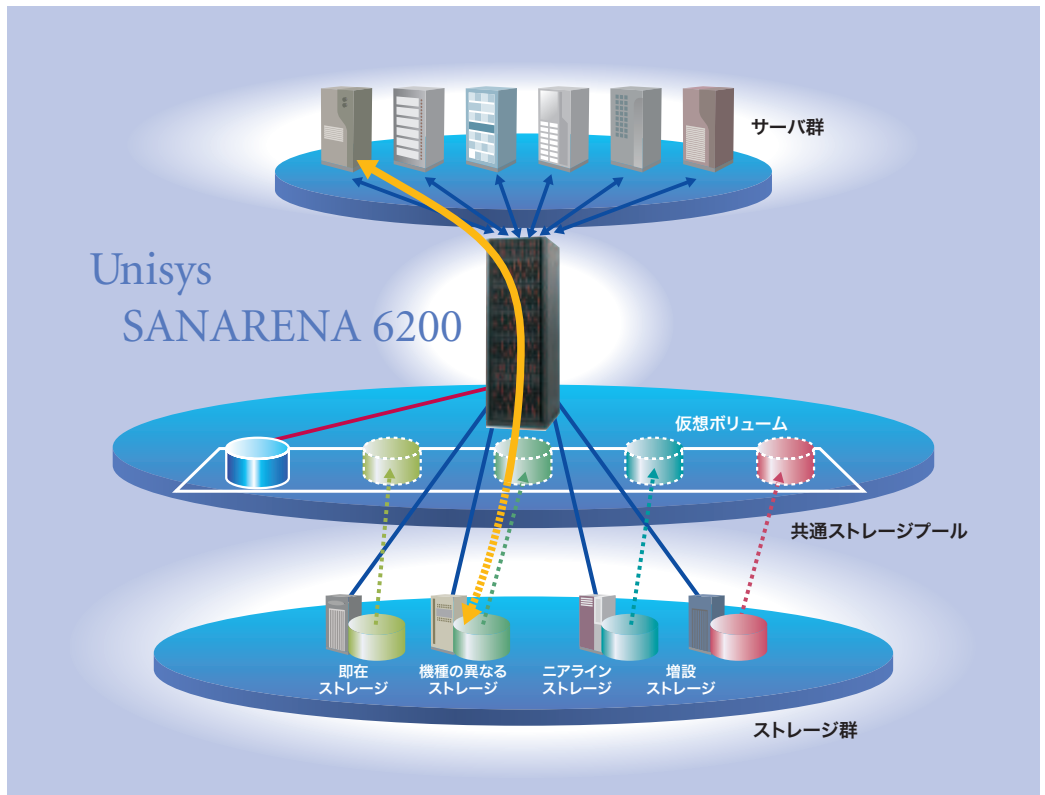 サーバ群
Unisys
SANARENA 6200
仮想ボリューム
共通ストレージプール
即在
ストレージ
機種の異なる
ストレージ
ニアライン
ストレージ
増設
ストレージ
ストレージ群